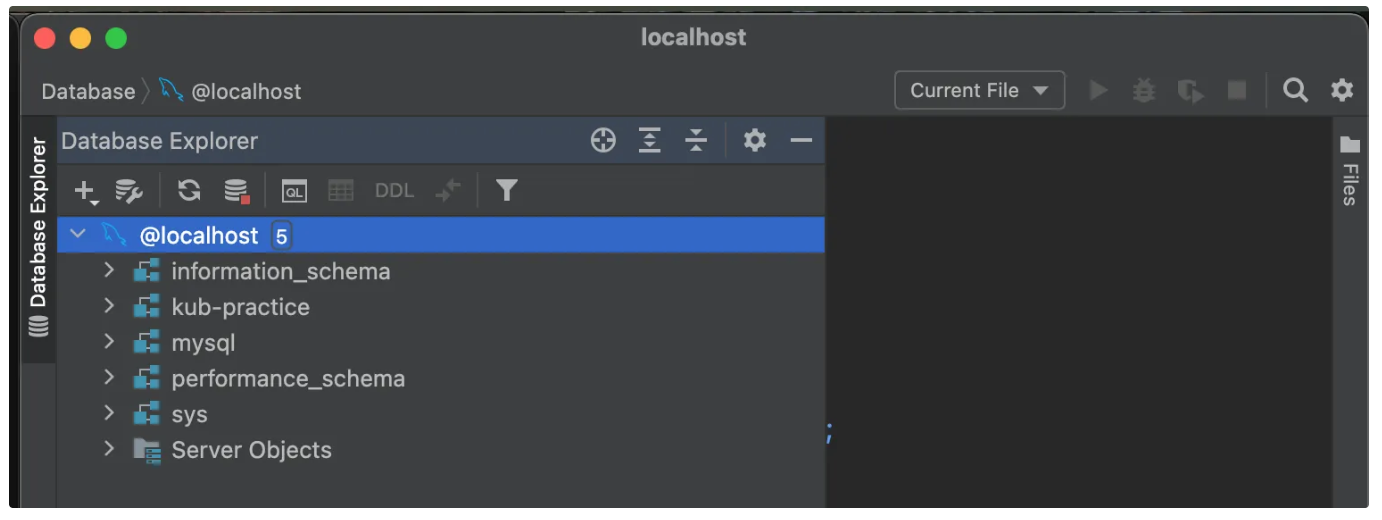 localhost
Database @localhost
Current File
Database Explorer
Database Explorer
Files
QL
DDL
@localhost 5
information_schema
kub-practice
mysql
performance_schema
sys
;
Server Objects